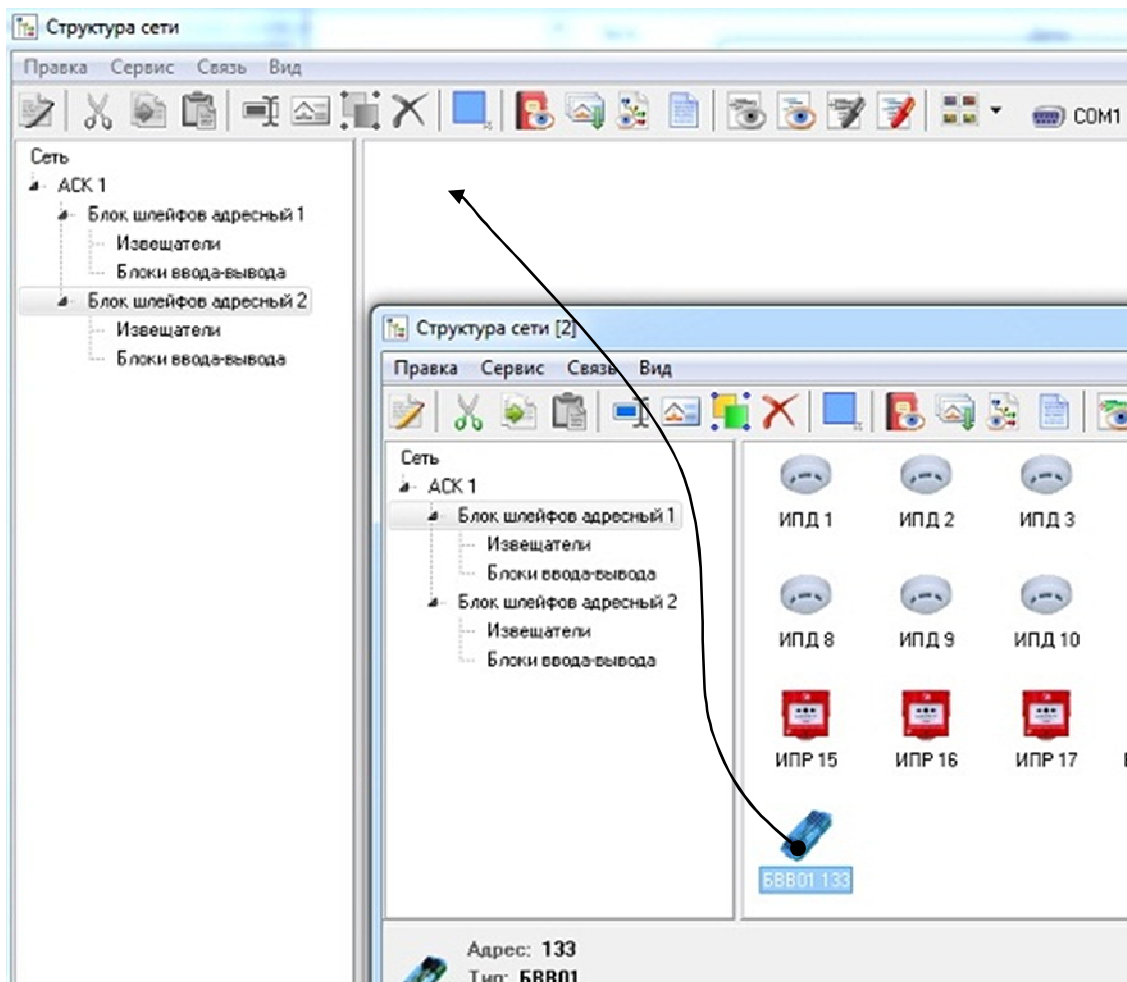 Структура сети
Правка Сервис Связь Вид
COM1
Сеть
АСК 1
Блок шлейфов адресный 1
Извещатели
Блоки ввода-вывода
Блок шлейфов адресный 2
Извещатели
Блоки ввода-вывода
Структура сети [2]
Правка Сервис Связь Вид
Сеть
АСК 1
Блок шлейфов адресный 1
Извещатели
Блоки ввода-вывода
Блок шлейфов адресный 2
Извещатели
Блоки ввода-вывода
ИПД 1 ИПД 2 ИПД 3
ИПД 8 ИПД 9 ИПД 10
ИПР 15 ИПР 16 ИПР 17
БВВ01 133
Адрес: 133
Тип: БВВ01